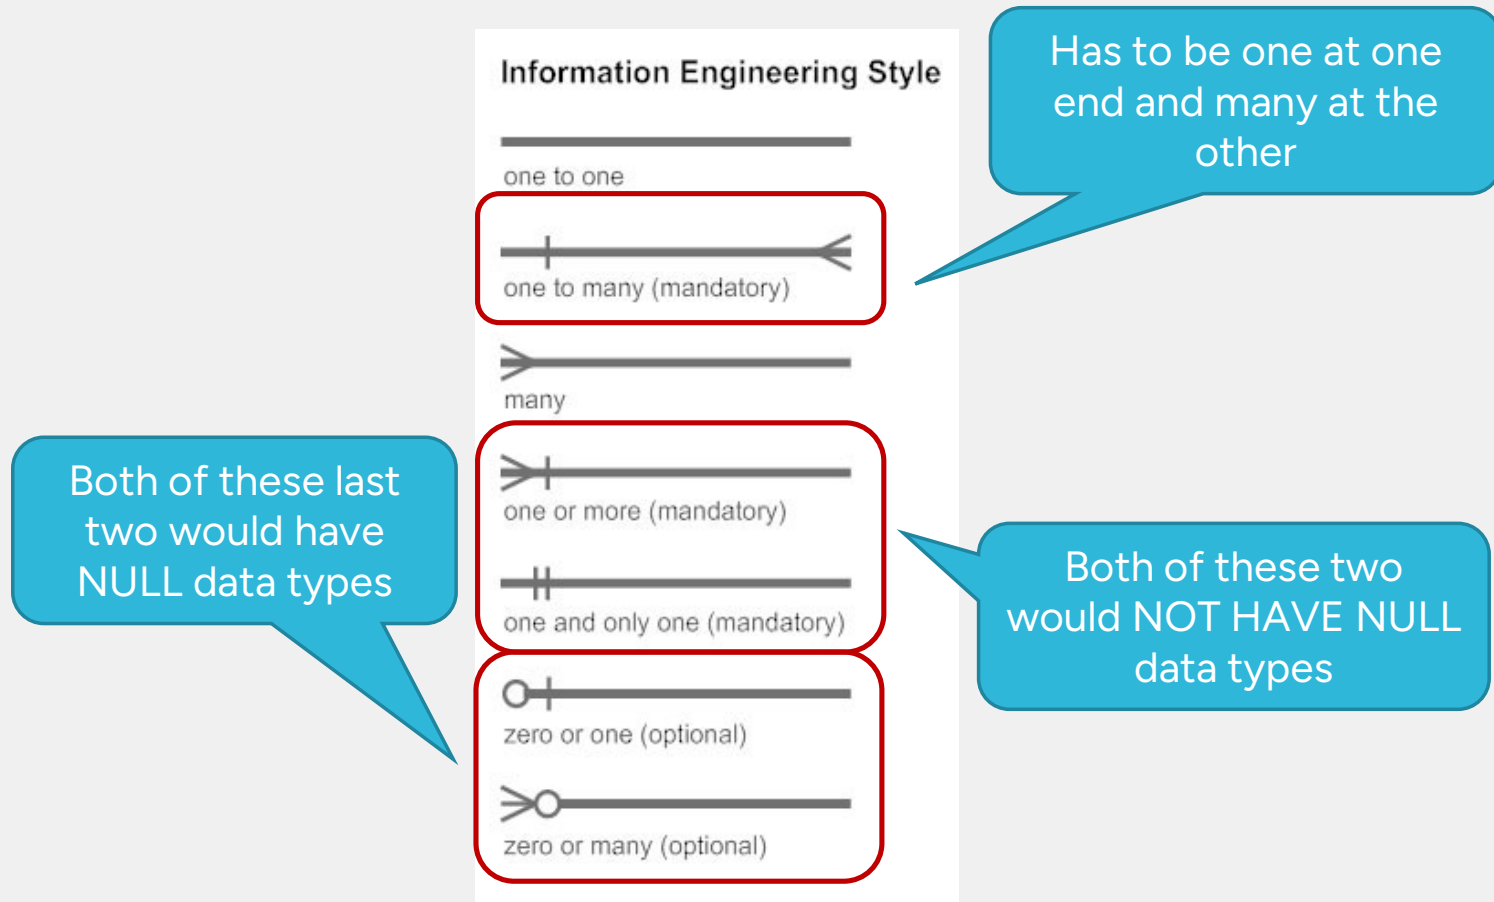 Information Engineering Style
one to one
one to many (mandatory)
many
one or more (mandatory)
one and only one (mandatory)
zero or one (optional)
zero or many (optional)
Has to be one at one
end and many at the
other
Both of these last
two would have
NULL data types
Both of these two
would NOT HAVE NULL
data types